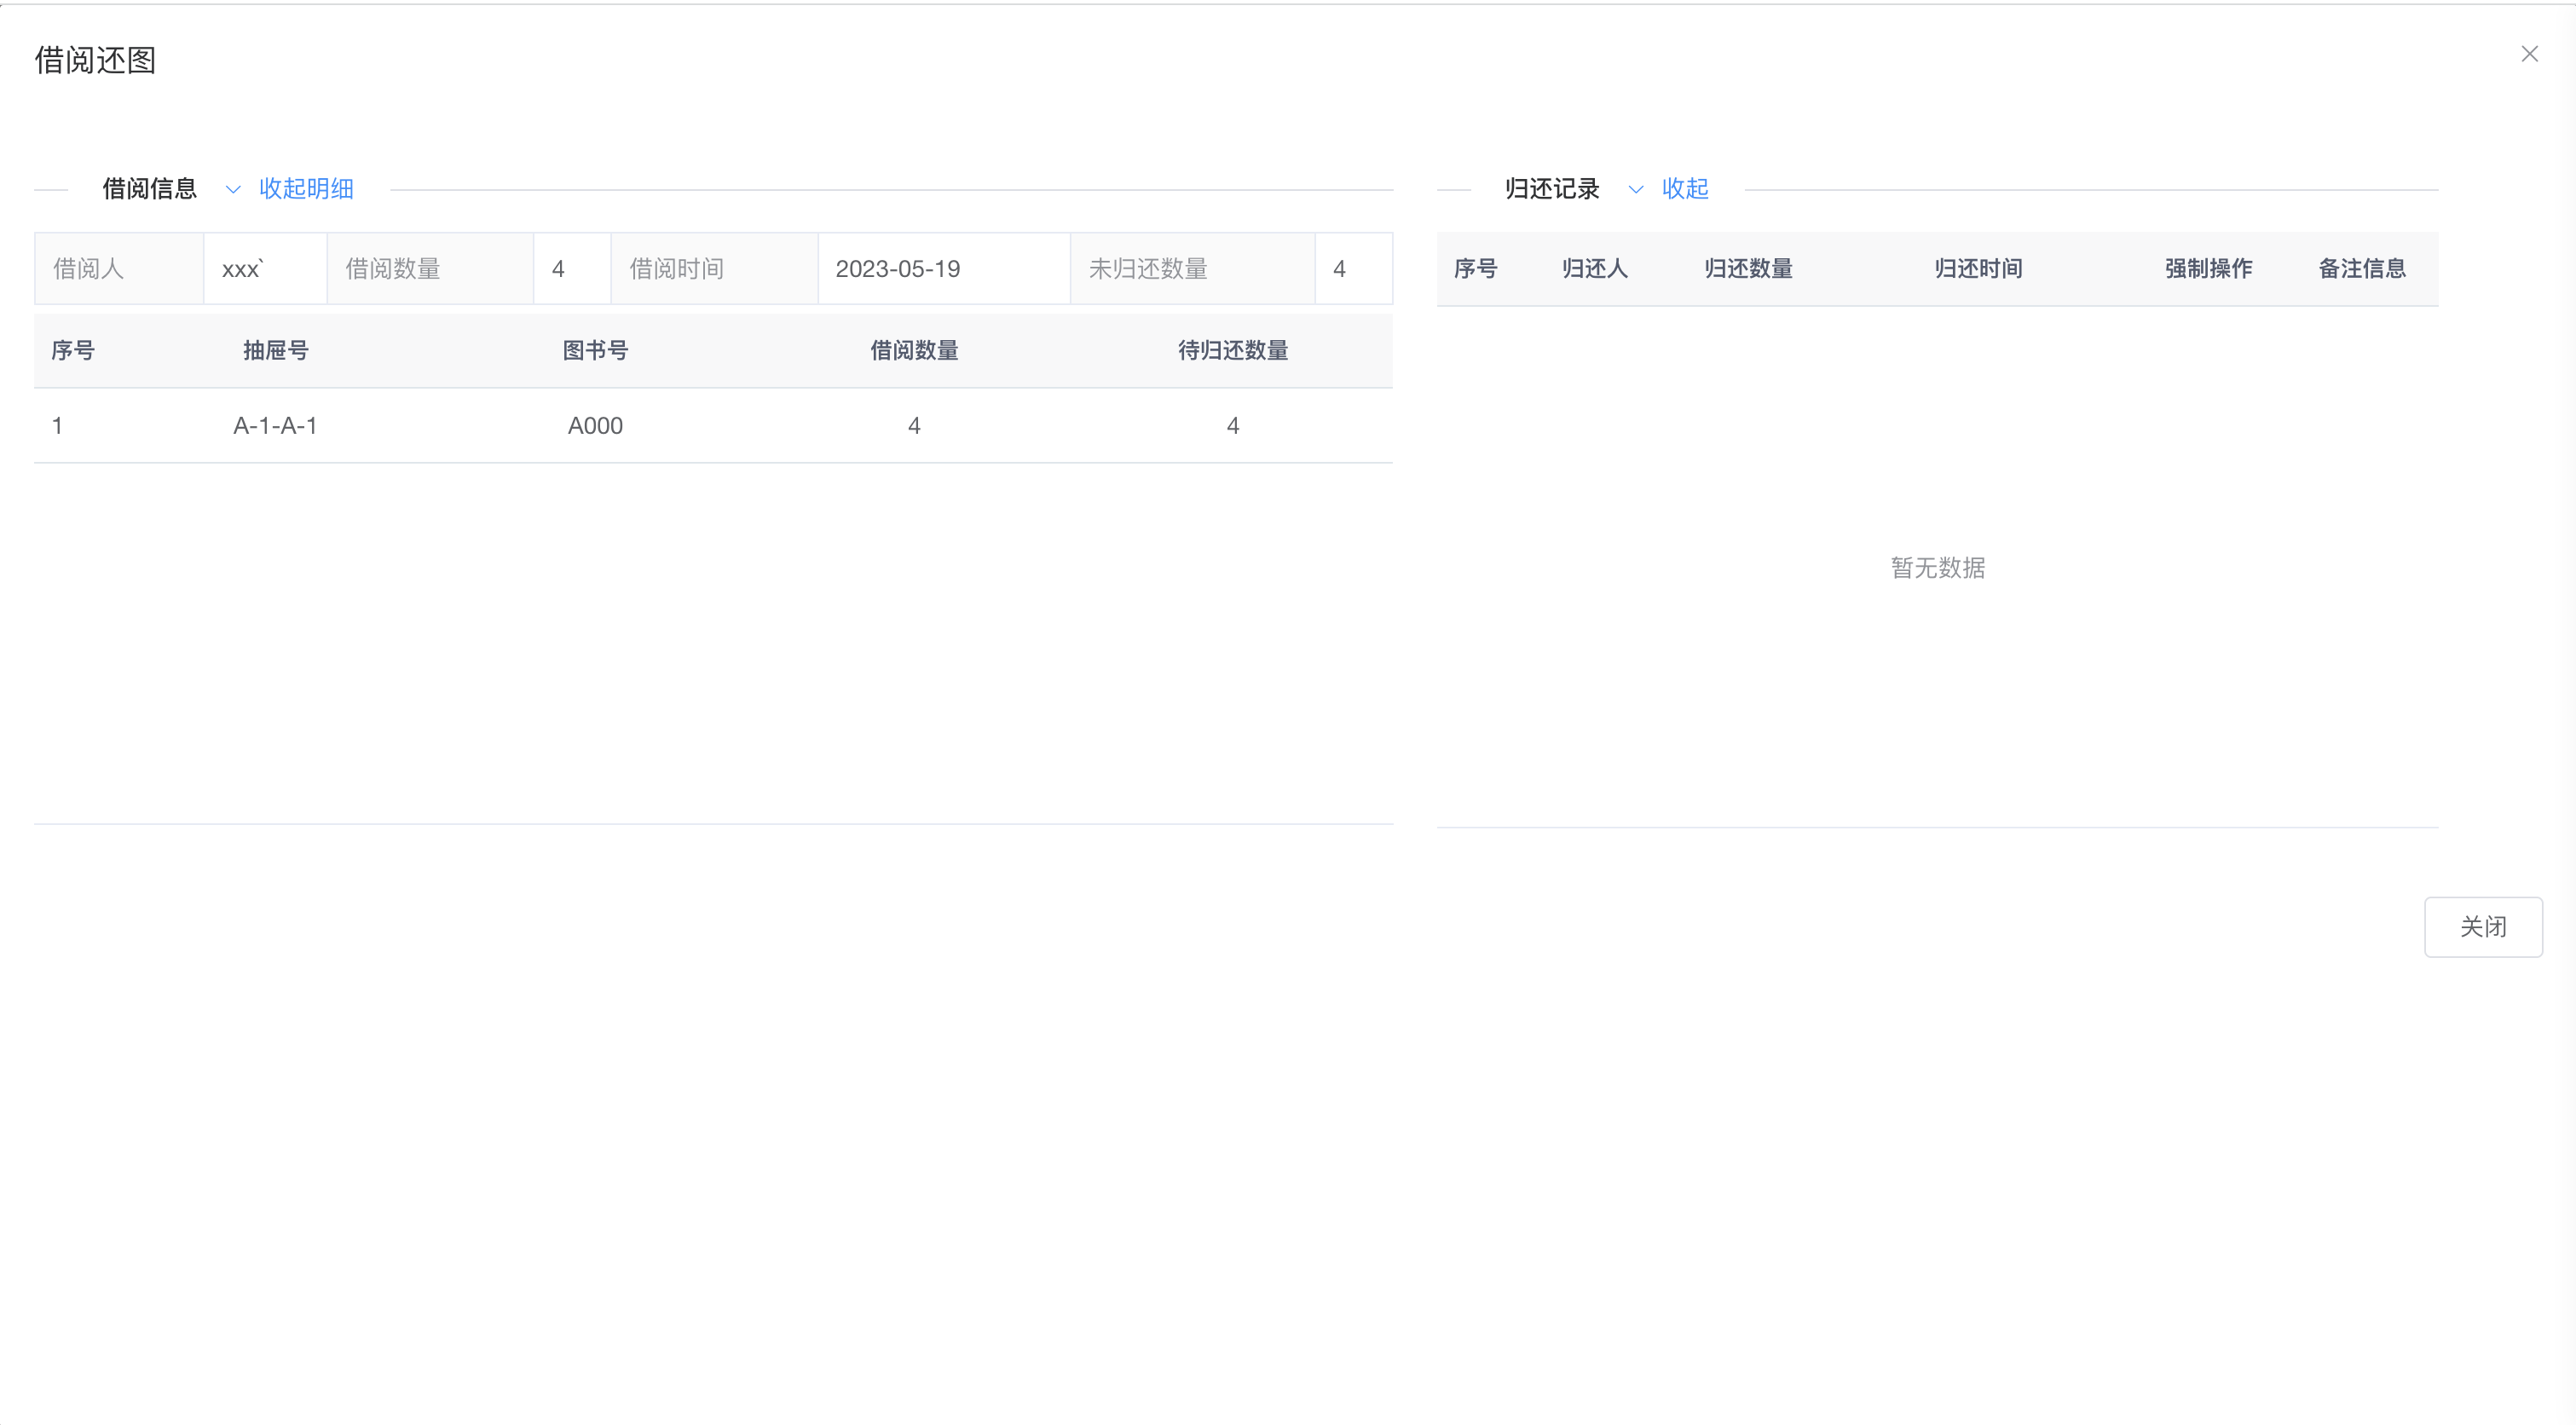 借阅还图
借阅信息 收起明细
借阅人 xxx` 借阅数量 4 借阅时间 2023-05-19 未归还数量 4
序号 抽屉号 图书号 借阅数量 待归还数量
1 A-1-A-1 A000 4 4
归还记录 收起
序号 归还人 归还数量 归还时间 强制操作 备注信息
暂无数据
关闭